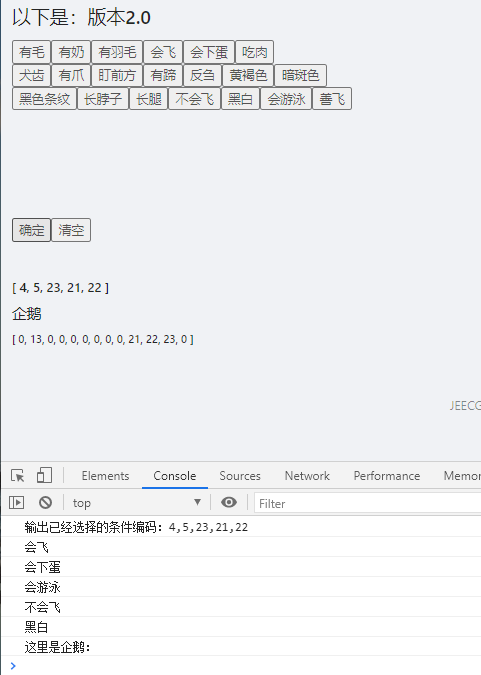 以下是：版本2.0
有毛 有奶 有羽毛 会飞 会下蛋 吃肉
犬齿 有爪 盯前方 有蹄 反刍 黄褐色 暗斑色
黑色条纹 长脖子 长腿 不会飞 黑白 会游泳 善飞
确定 清空
[ 4, 5, 23, 21, 22 ]
企鹅
[ 0, 13, 0, 0, 0, 0, 0, 0, 0, 21, 22, 23, 0 ]
JEECG
Elements Console Sources Network Performance Memor
top Filter
输出已经选择的条件编码：4,5,23,21,22
会飞
会下蛋
会游泳
不会飞
黑白
这里是企鹅：